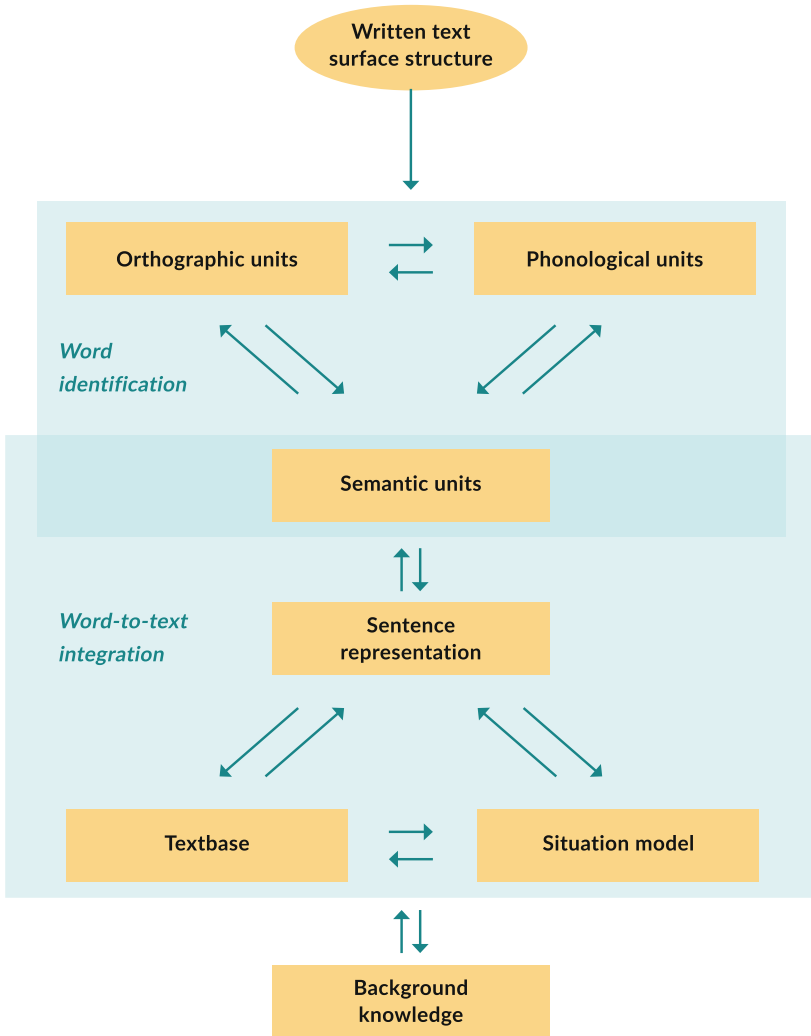 Written text
surface structure
Orthographic units
Phonological units
Word
identification
Semantic units
Word-to-text
integration
Sentence
representation
Textbase
Situation model
Background
knowledge